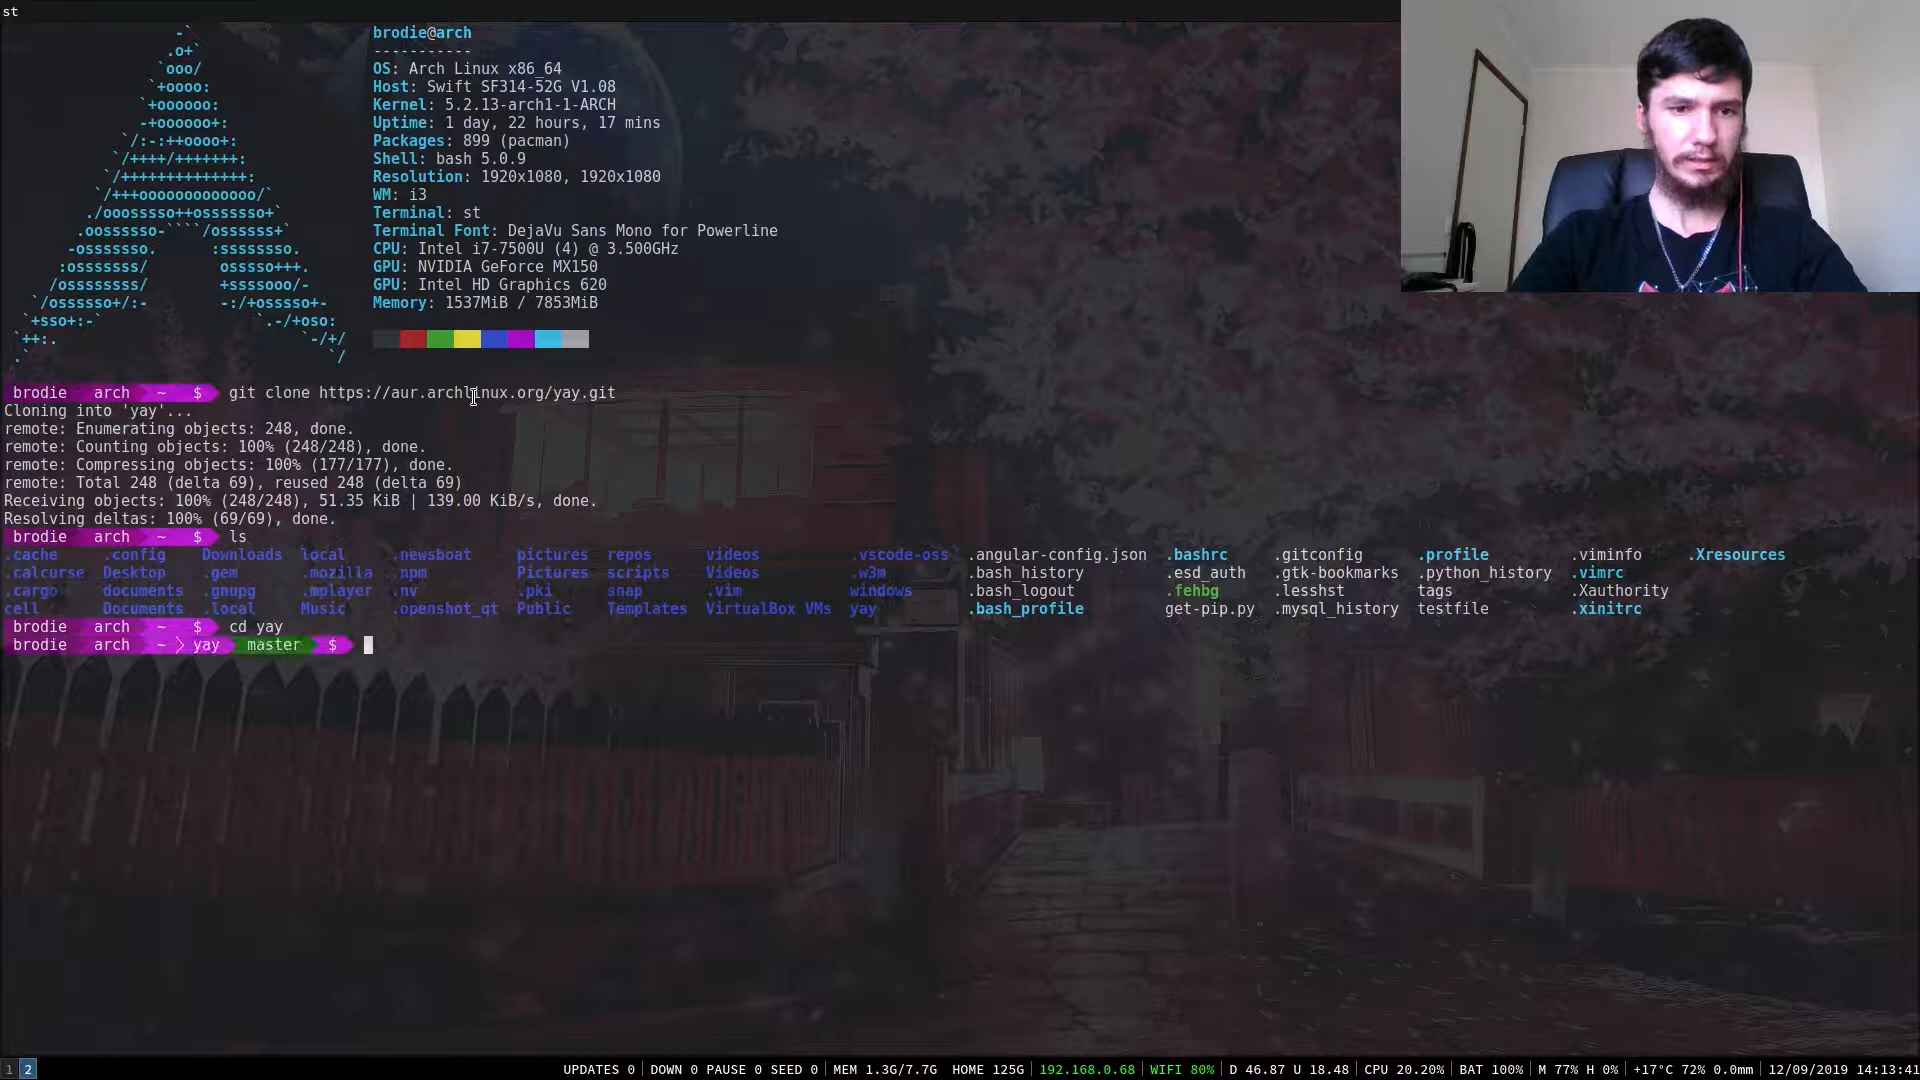 st
brodie@arch
-----------
OS: Arch Linux x86_64
Host: Swift SF314-52G V1.08
Kernel: 5.2.13-arch1-1-ARCH
Uptime: 1 day, 22 hours, 17 mins
Packages: 899 (pacman)
Shell: bash 5.0.9
Resolution: 1920x1080, 1920x1080
WM: i3
Terminal: st
Terminal Font: DejaVu Sans Mono for Powerline
CPU: Intel i7-7500U (4) @ 3.500GHz
GPU: NVIDIA GeForce MX150
GPU: Intel HD Graphics 620
Memory: 1537MiB / 7853MiB
brodie arch ~ $ git clone https://aur.archlinux.org/yay.git
Cloning into 'yay'...
remote: Enumerating objects: 248, done.
remote: Counting objects: 100% (248/248), done.
remote: Compressing objects: 100% (177/177), done.
remote: Total 248 (delta 69), reused 248 (delta 69)
Receiving objects: 100% (248/248), 51.35 KiB | 139.00 KiB/s, done.
Resolving deltas: 100% (69/69), done.
brodie arch ~ $ ls
.cache .config Downloads local .newsboat pictures repos videos .vscode-oss .angular-config.json .bashrc .gitconfig .profile .viminfo .Xresources
.calcurse Desktop .gem .mozilla .npm Pictures scripts Videos .w3m .bash_history .esd_auth .gtk-bookmarks .python_history .vimrc
.cargo documents .gnupg .mplayer .nv .pki snap .vim windows .bash_logout .fehbg .lesshst tags .Xauthority
cell Documents .local Music .openshot_qt Public Templates VirtualBox VMs yay .bash_profile get-pip.py .mysql_history testfile .xinitrc
brodie arch ~ $ cd yay
brodie arch ~ yay master $
1 2 UPDATES 0 | DOWN 0 PAUSE 0 SEED 0 | MEM 1.3G/7.7G HOME 125G | 192.168.0.68 | WIFI 80% | D 46.87 U 18.48 | CPU 20.20% | BAT 100% | M 77% H 0% | +17°C 72% 0.0mm | 12/09/2019 14:13:41